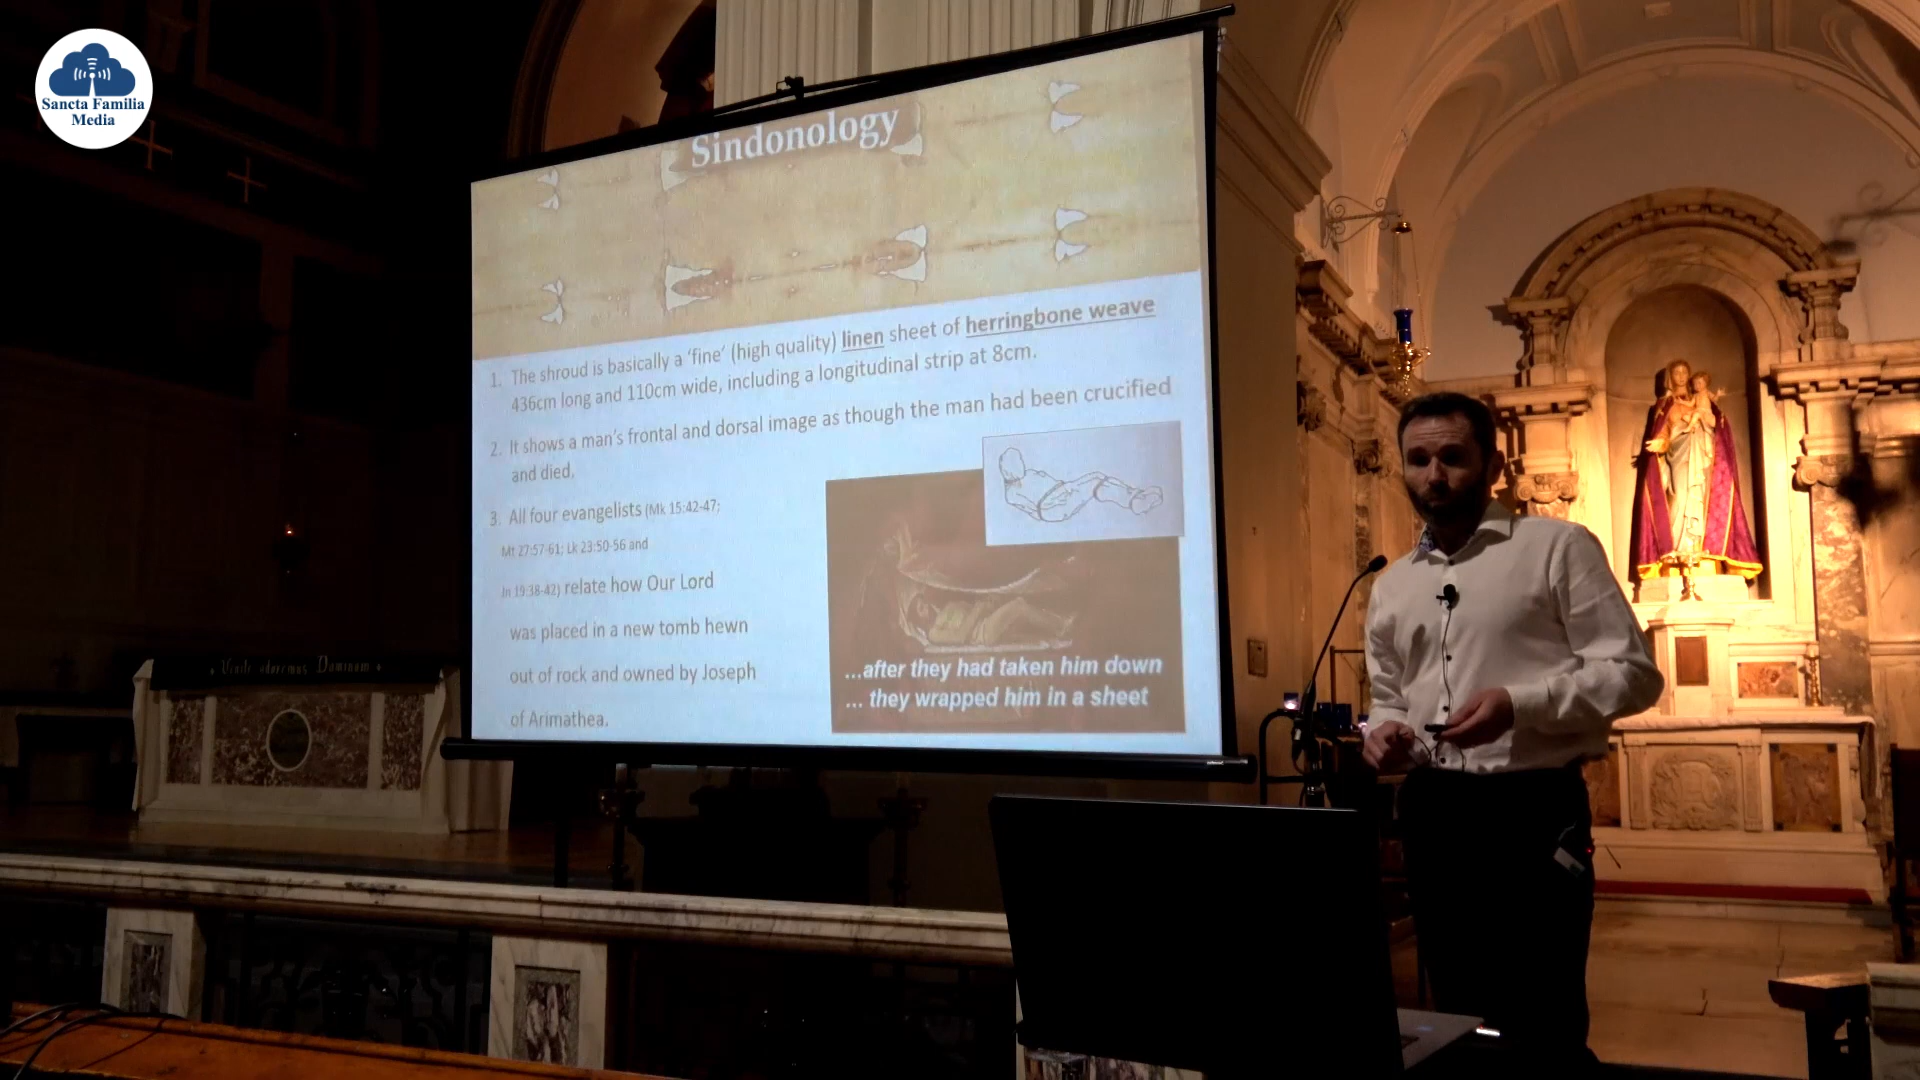 Sancta Familia
Media
Sindonology
1. The shroud is basically a ‘fine’ (high quality) linen sheet of herringbone weave
436cm long and 110cm wide, including a longitudinal strip at 8cm.
2. It shows a man’s frontal and dorsal image as though the man had been crucified
and died.
3. All four evangelists (Mk 15:42-47;
Mt 27:57-61; Lk 23:50-56 and
Jn 19:38-42) relate how Our Lord
was placed in a new tomb hewn
out of rock and owned by Joseph
of Arimathea.
...after they had taken him down
... they wrapped him in a sheet
Venite adoremus Dominum